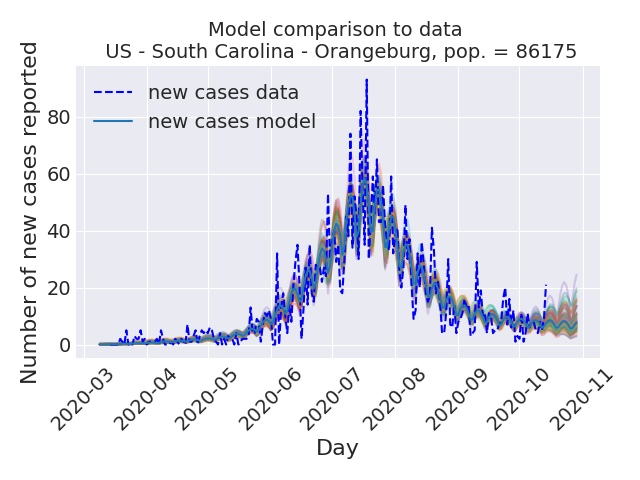 Model comparison to data
US - South Carolina - Orangeburg, pop. = 86175
Number of new cases reported
80
60
40
20
0
new cases data
new cases model
2020-03
2020-04
2020-05
2020-06
2020-07
2020-08
2020-09
2020-10
2020-11
Day